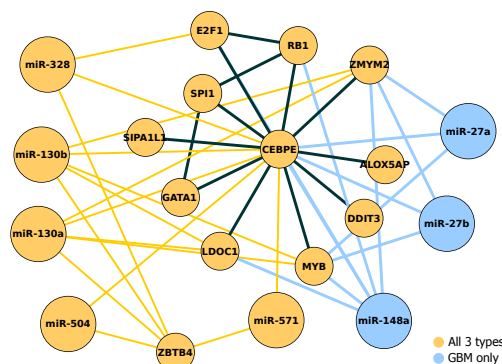 E2F1
RB1
miR-328
ZMYM2
SPI1
miR-27a
SIPA1L1
miR-130b
CEBPE
ALOX5AP
GATA1
DDIT3
miR-27b
miR-130a
LDOC1
MYB
miR-504
miR-571
miR-148a
ZBTB4
All 3 types
GBM only